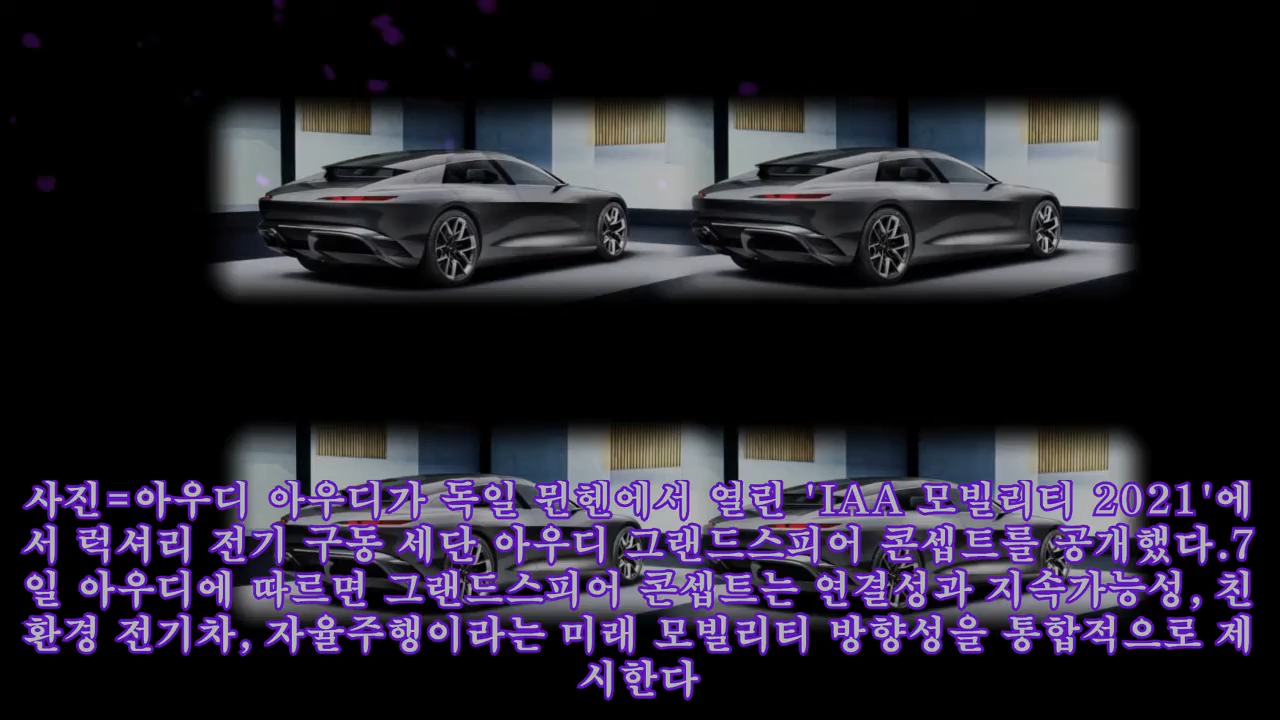 사진=아우디 아우디가 독일 뮌헨에서 열린 'IAA 모빌리티 2021'에
서 럭셔리 전기 구동 세단 아우디 그랜드스피어 콘셉트를 공개했다.7
일 아우디에 따르면 그랜드스피어 콘셉트는 연결성과 지속가능성, 친
환경 전기차, 자율주행이라는 미래 모빌리티 방향성을 통합적으로 제
시한다